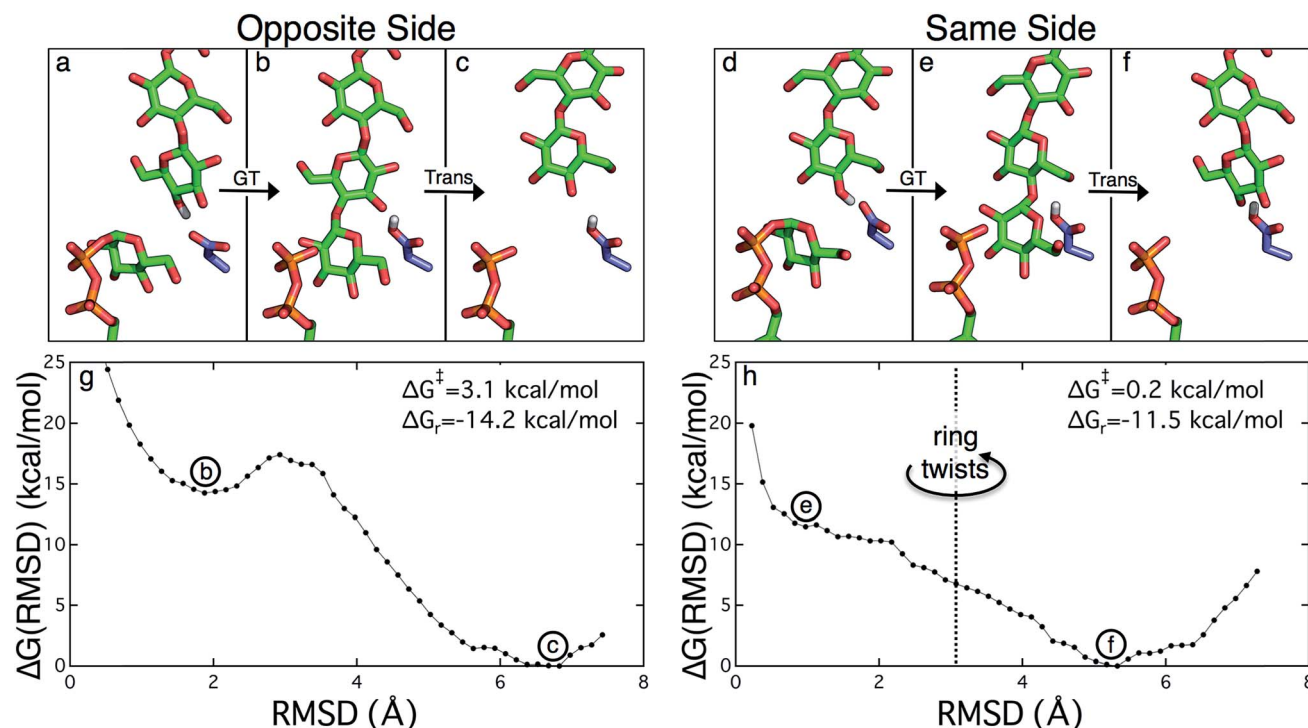 Opposite Side
Same Side
a
b
c
GT
Trans
d
e
f
GT
Trans
g
ΔG‡=3.1 kcal/mol
ΔGr=-14.2 kcal/mol
b
c
ΔG(RMSD) (kcal/mol)
25
20
15
10
5
0
0
2
4
6
8
RMSD (Å)
h
ΔG‡=0.2 kcal/mol
ΔGr=-11.5 kcal/mol
ring
twists
e
f
ΔG(RMSD) (kcal/mol)
25
20
15
10
5
0
0
2
4
6
8
RMSD (Å)